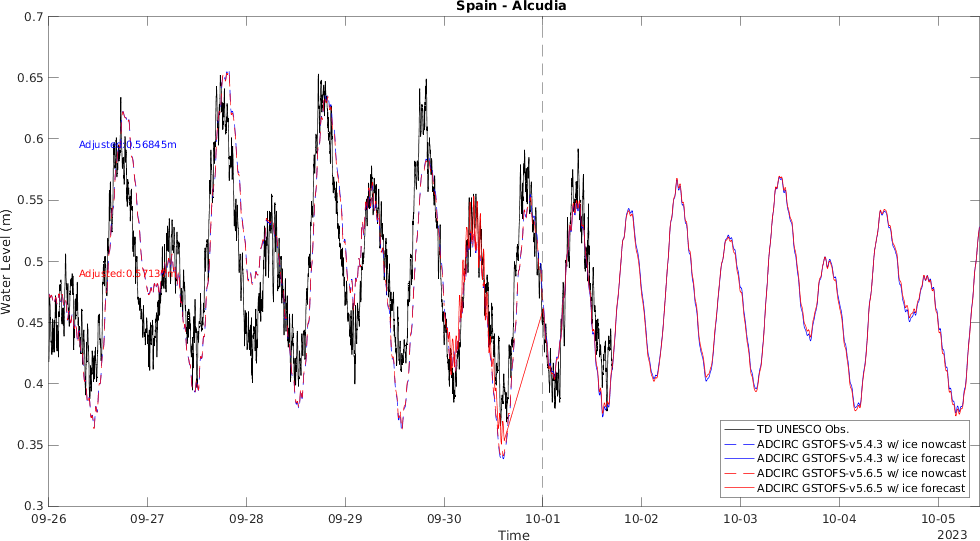 Spain - Alcudia
0.7
0.65
0.6
0.55
0.5
0.45
0.4
0.35
0.3
Water Level (m)
Adjusted:0.56845m
TD UNESCO Obs.
ADCIRC GSTOFS-v5.4.3 w/ ice nowcast
ADCIRC GSTOFS-v5.4.3 w/ ice forecast
ADCIRC GSTOFS-v5.6.5 w/ ice nowcast
ADCIRC GSTOFS-v5.6.5 w/ ice forecast
09-26 09-27 09-28 09-29 09-30 10-01 10-02 10-03 10-04 10-05
Time
2023